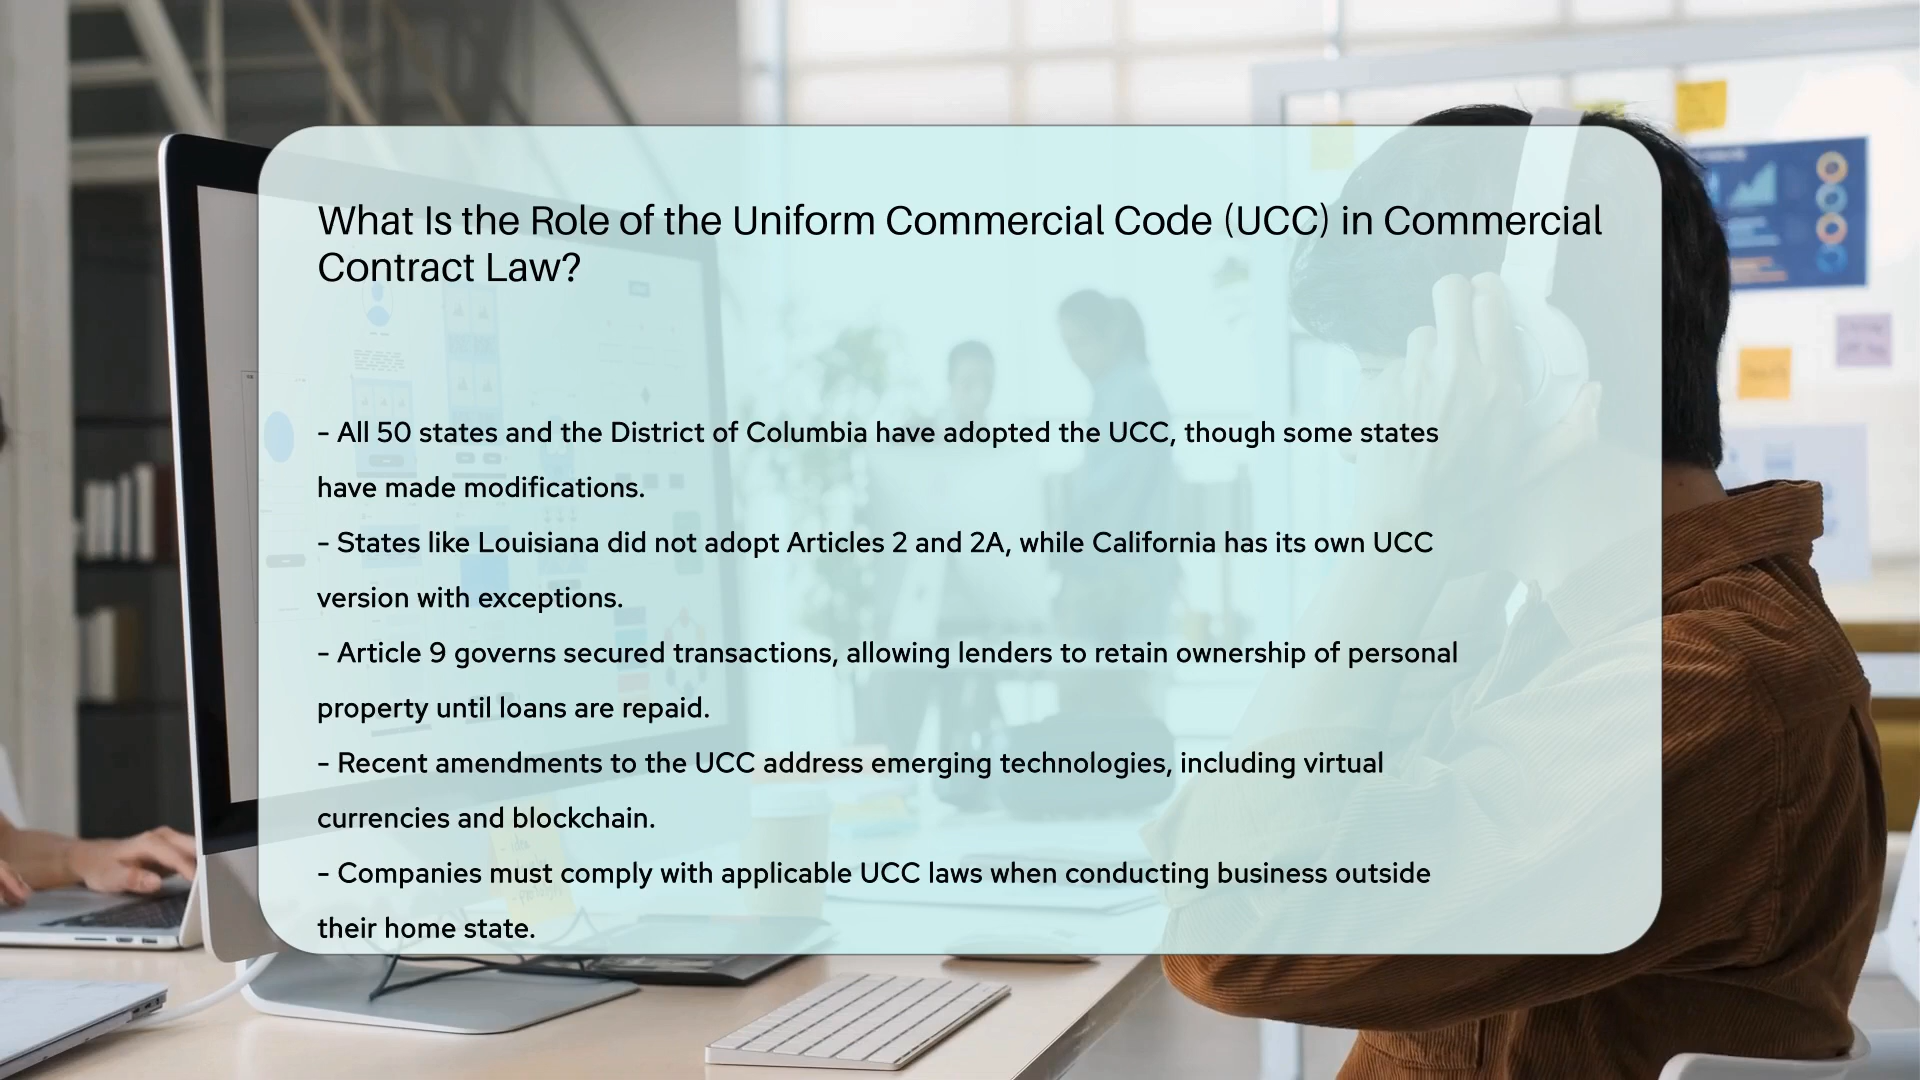 What Is the Role of the Uniform Commercial Code (UCC) in Commercial
Contract Law?
– All 50 states and the District of Columbia have adopted the UCC, though some states
have made modifications.
– States like Louisiana did not adopt Articles 2 and 2A, while California has its own UCC
version with exceptions.
– Article 9 governs secured transactions, allowing lenders to retain ownership of personal
property until loans are repaid.
– Recent amendments to the UCC address emerging technologies, including virtual
currencies and blockchain.
– Companies must comply with applicable UCC laws when conducting business outside
their home state.